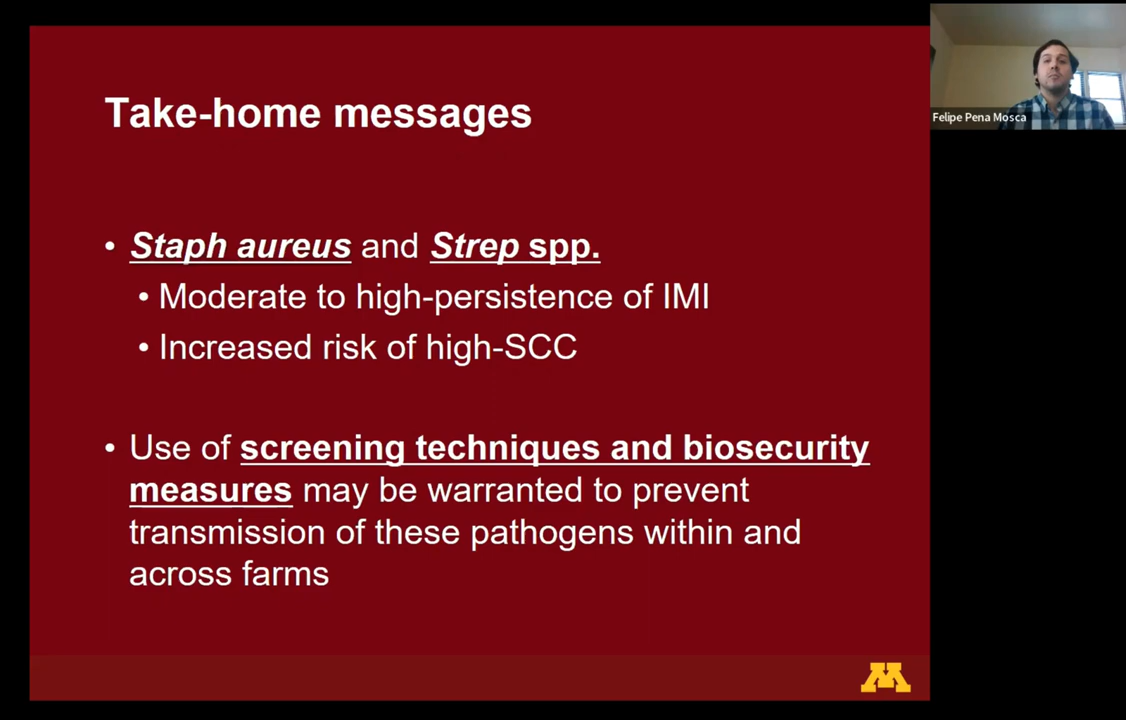 Take-home messages
• Staph aureus and Strep spp.
• Moderate to high-persistence of IMI
• Increased risk of high-SCC
• Use of screening techniques and biosecurity
measures may be warranted to prevent
transmission of these pathogens within and
across farms
Felipe Pena Mosca
M